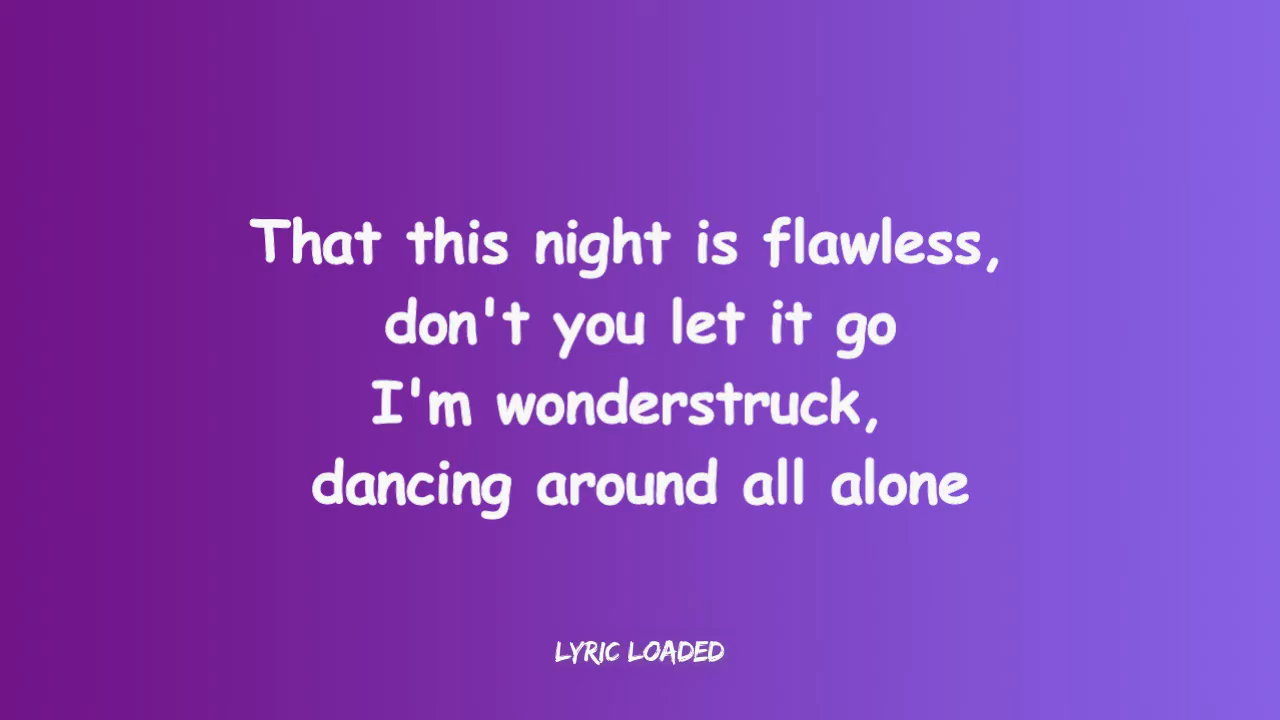 That this night is flawless,
don't you let it go
I'm wonderstruck,
dancing around all alone
LYRIC LOADED